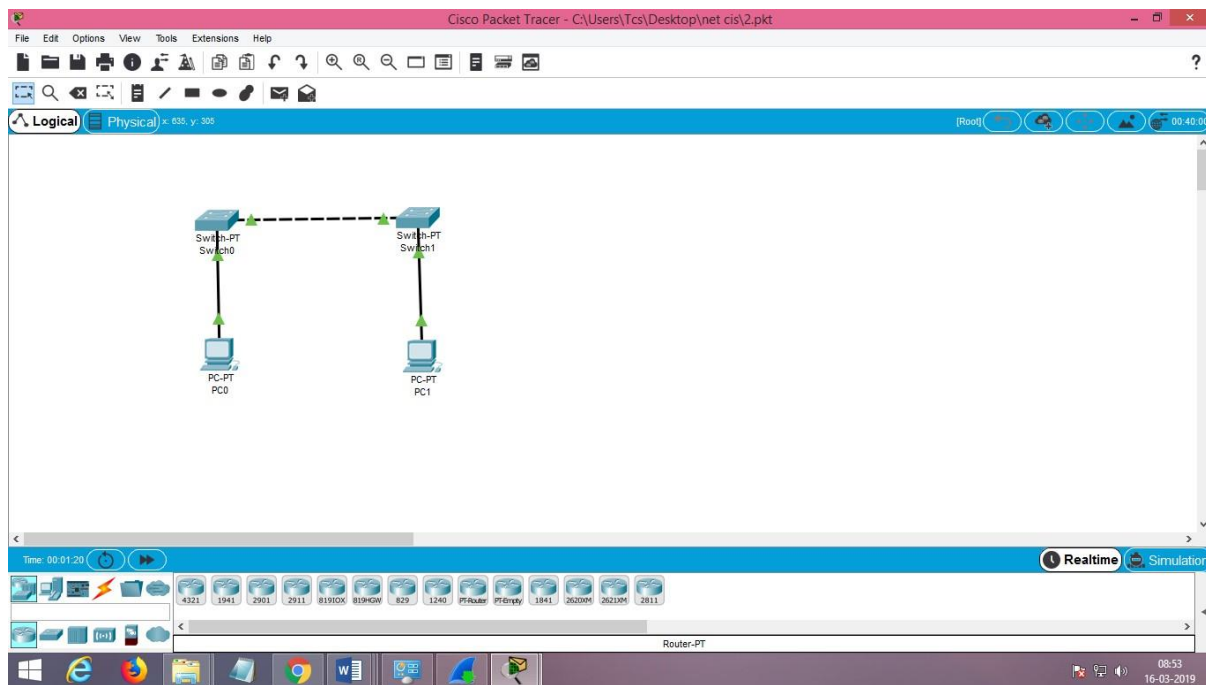 Cisco Packet Tracer - C:\Users\Tcs\Desktop\net cis\2.pkt
File Edit Options View Tools Extensions Help
?
Logical Physical x: 635, y: 305 [Root] 00:40:00
Switch-PT
Switch0
Switch-PT
Switch1
PC-PT
PC0
PC-PT
PC1
Time: 00:01:20 Realtime Simulation
4321 1941 2901 2911 819IOX 819HGW 829 1240 PT-Router PT-Empty 1841 2620XM 2621XM 2811
Router-PT
08:53
16-03-2019